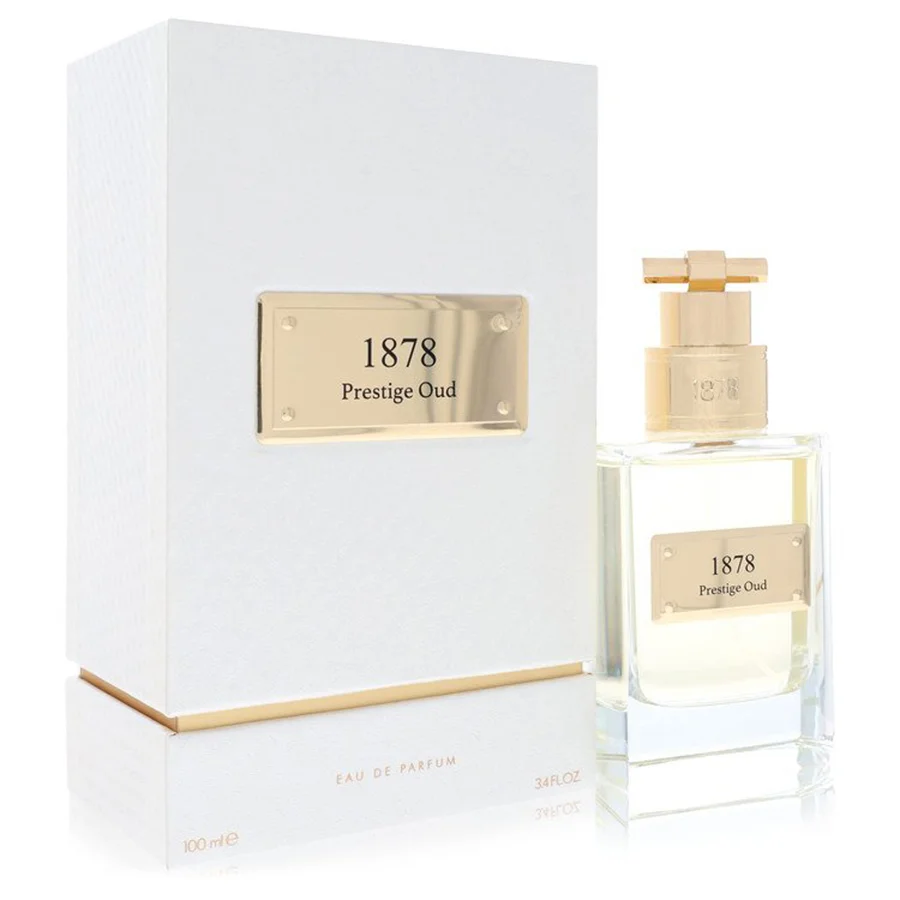 1878
Prestige Oud
EAU DE PARFUM
100 ml e
3.4 FL.OZ
1878
1878
Prestige Oud